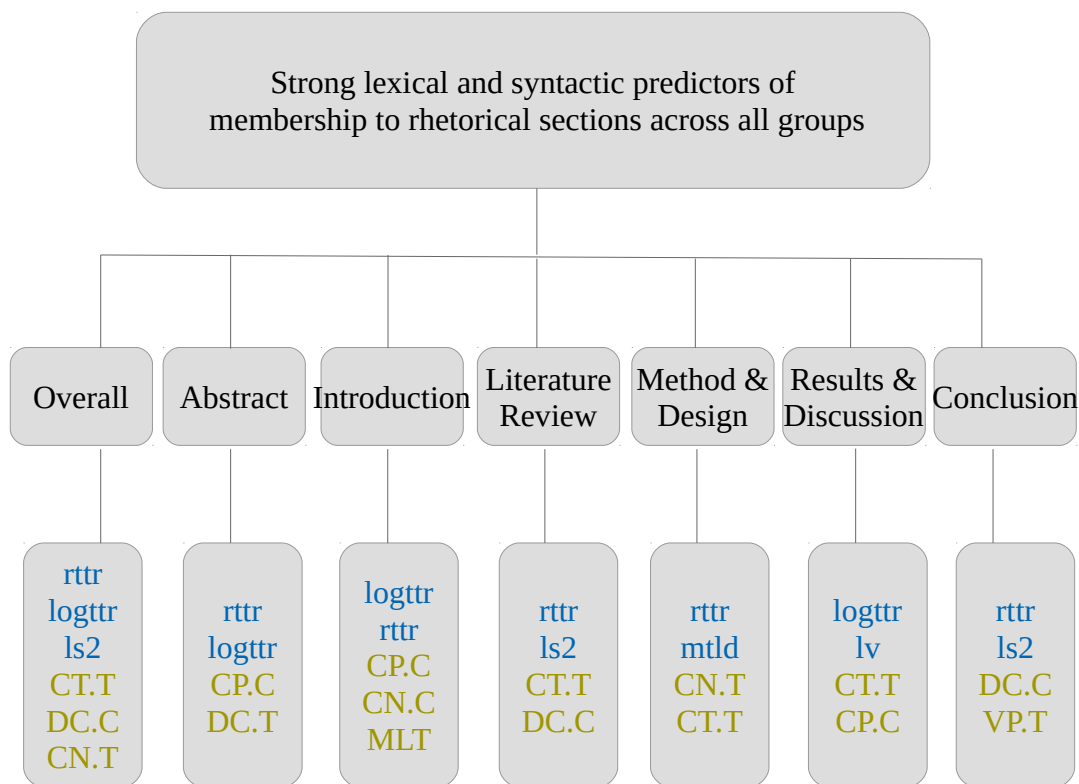 Strong lexical and syntactic predictors of
membership to rhetorical sections across all groups
Overall
Abstract
Introduction
Literature
Review
Method &
Design
Results &
Discussion
Conclusion
rttr
logttr
ls2
CT.T
DC.C
CN.T
rttr
logttr
CP.C
DC.T
logttr
rttr
CP.C
CN.C
MLT
rttr
ls2
CT.T
DC.C
rttr
mtld
CN.T
CT.T
logttr
lv
CT.T
CP.C
rttr
ls2
DC.C
VP.T